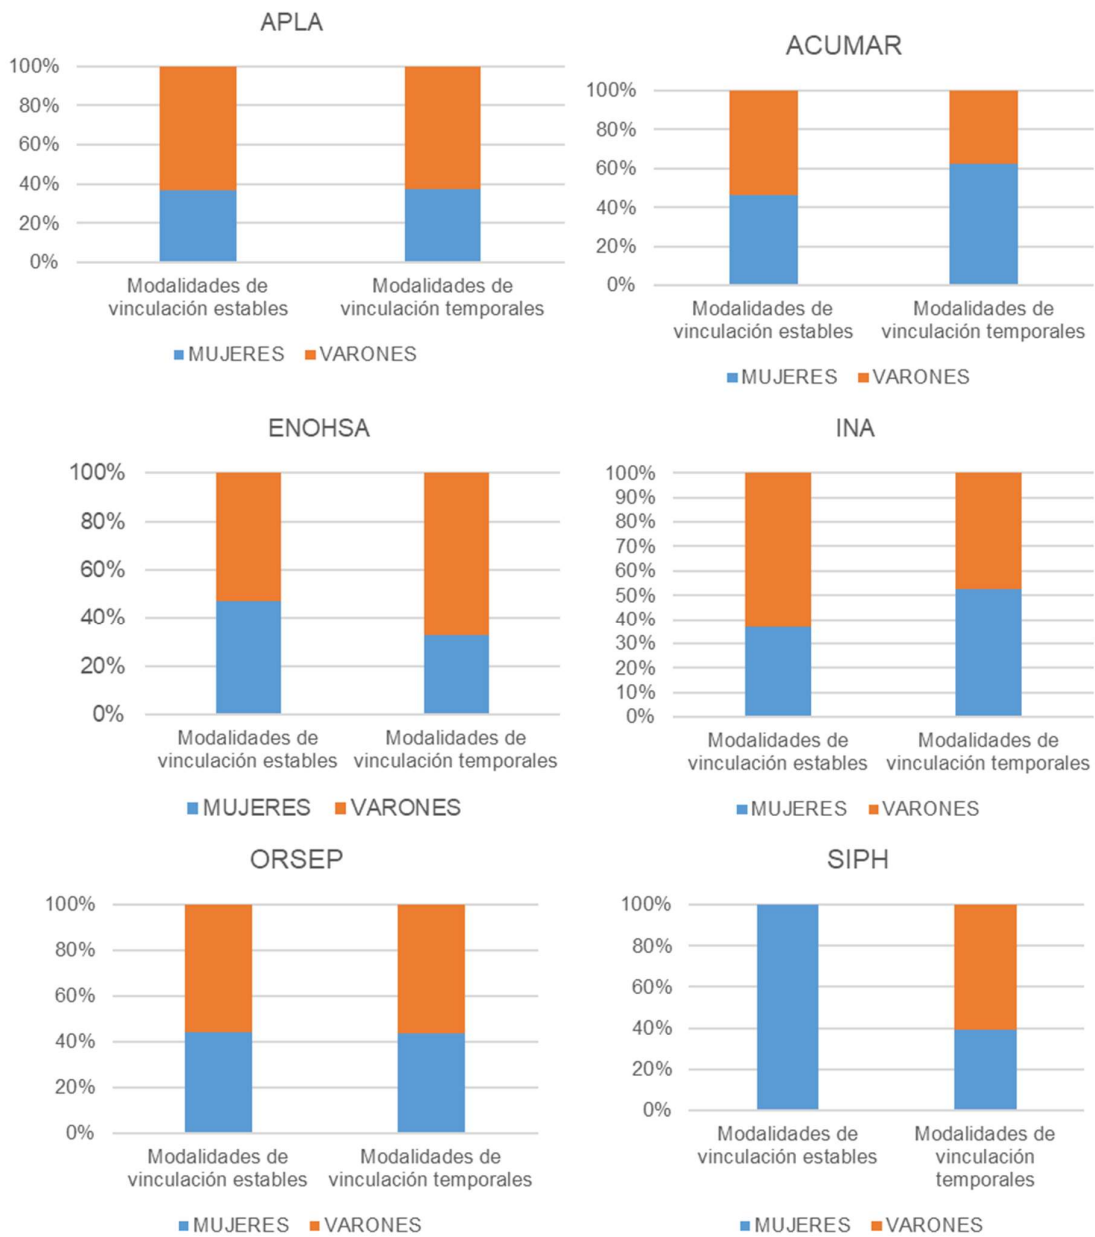 APLA
100%
80%
60%
40%
20%
0%
Modalidades de
vinculación estables
Modalidades de
vinculación temporales
MUJERES VARONES
ACUMAR
100%
80%
60%
40%
20%
0%
Modalidades de
vinculación estables
Modalidades de
vinculación temporales
MUJERES VARONES
ENOHSA
100%
80%
60%
40%
20%
0%
Modalidades de
vinculación estables
Modalidades de
vinculación temporales
MUJERES VARONES
INA
100%
90%
80%
70%
60%
50%
40%
30%
20%
10%
0%
Modalidades de
vinculación estables
Modalidades de
vinculación temporales
MUJERES VARONES
ORSEP
100%
80%
60%
40%
20%
0%
Modalidades de
vinculación estables
Modalidades de
vinculación temporales
MUJERES VARONES
SIPH
100%
80%
60%
40%
20%
0%
Modalidades de
vinculación estables
Modalidades de
vinculación
temporales
MUJERES VARONES